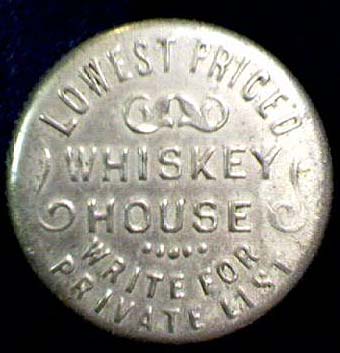 LOWEST PRICED
WHISKEY
HOUSE
WRITE FOR
PRIVATE LIST